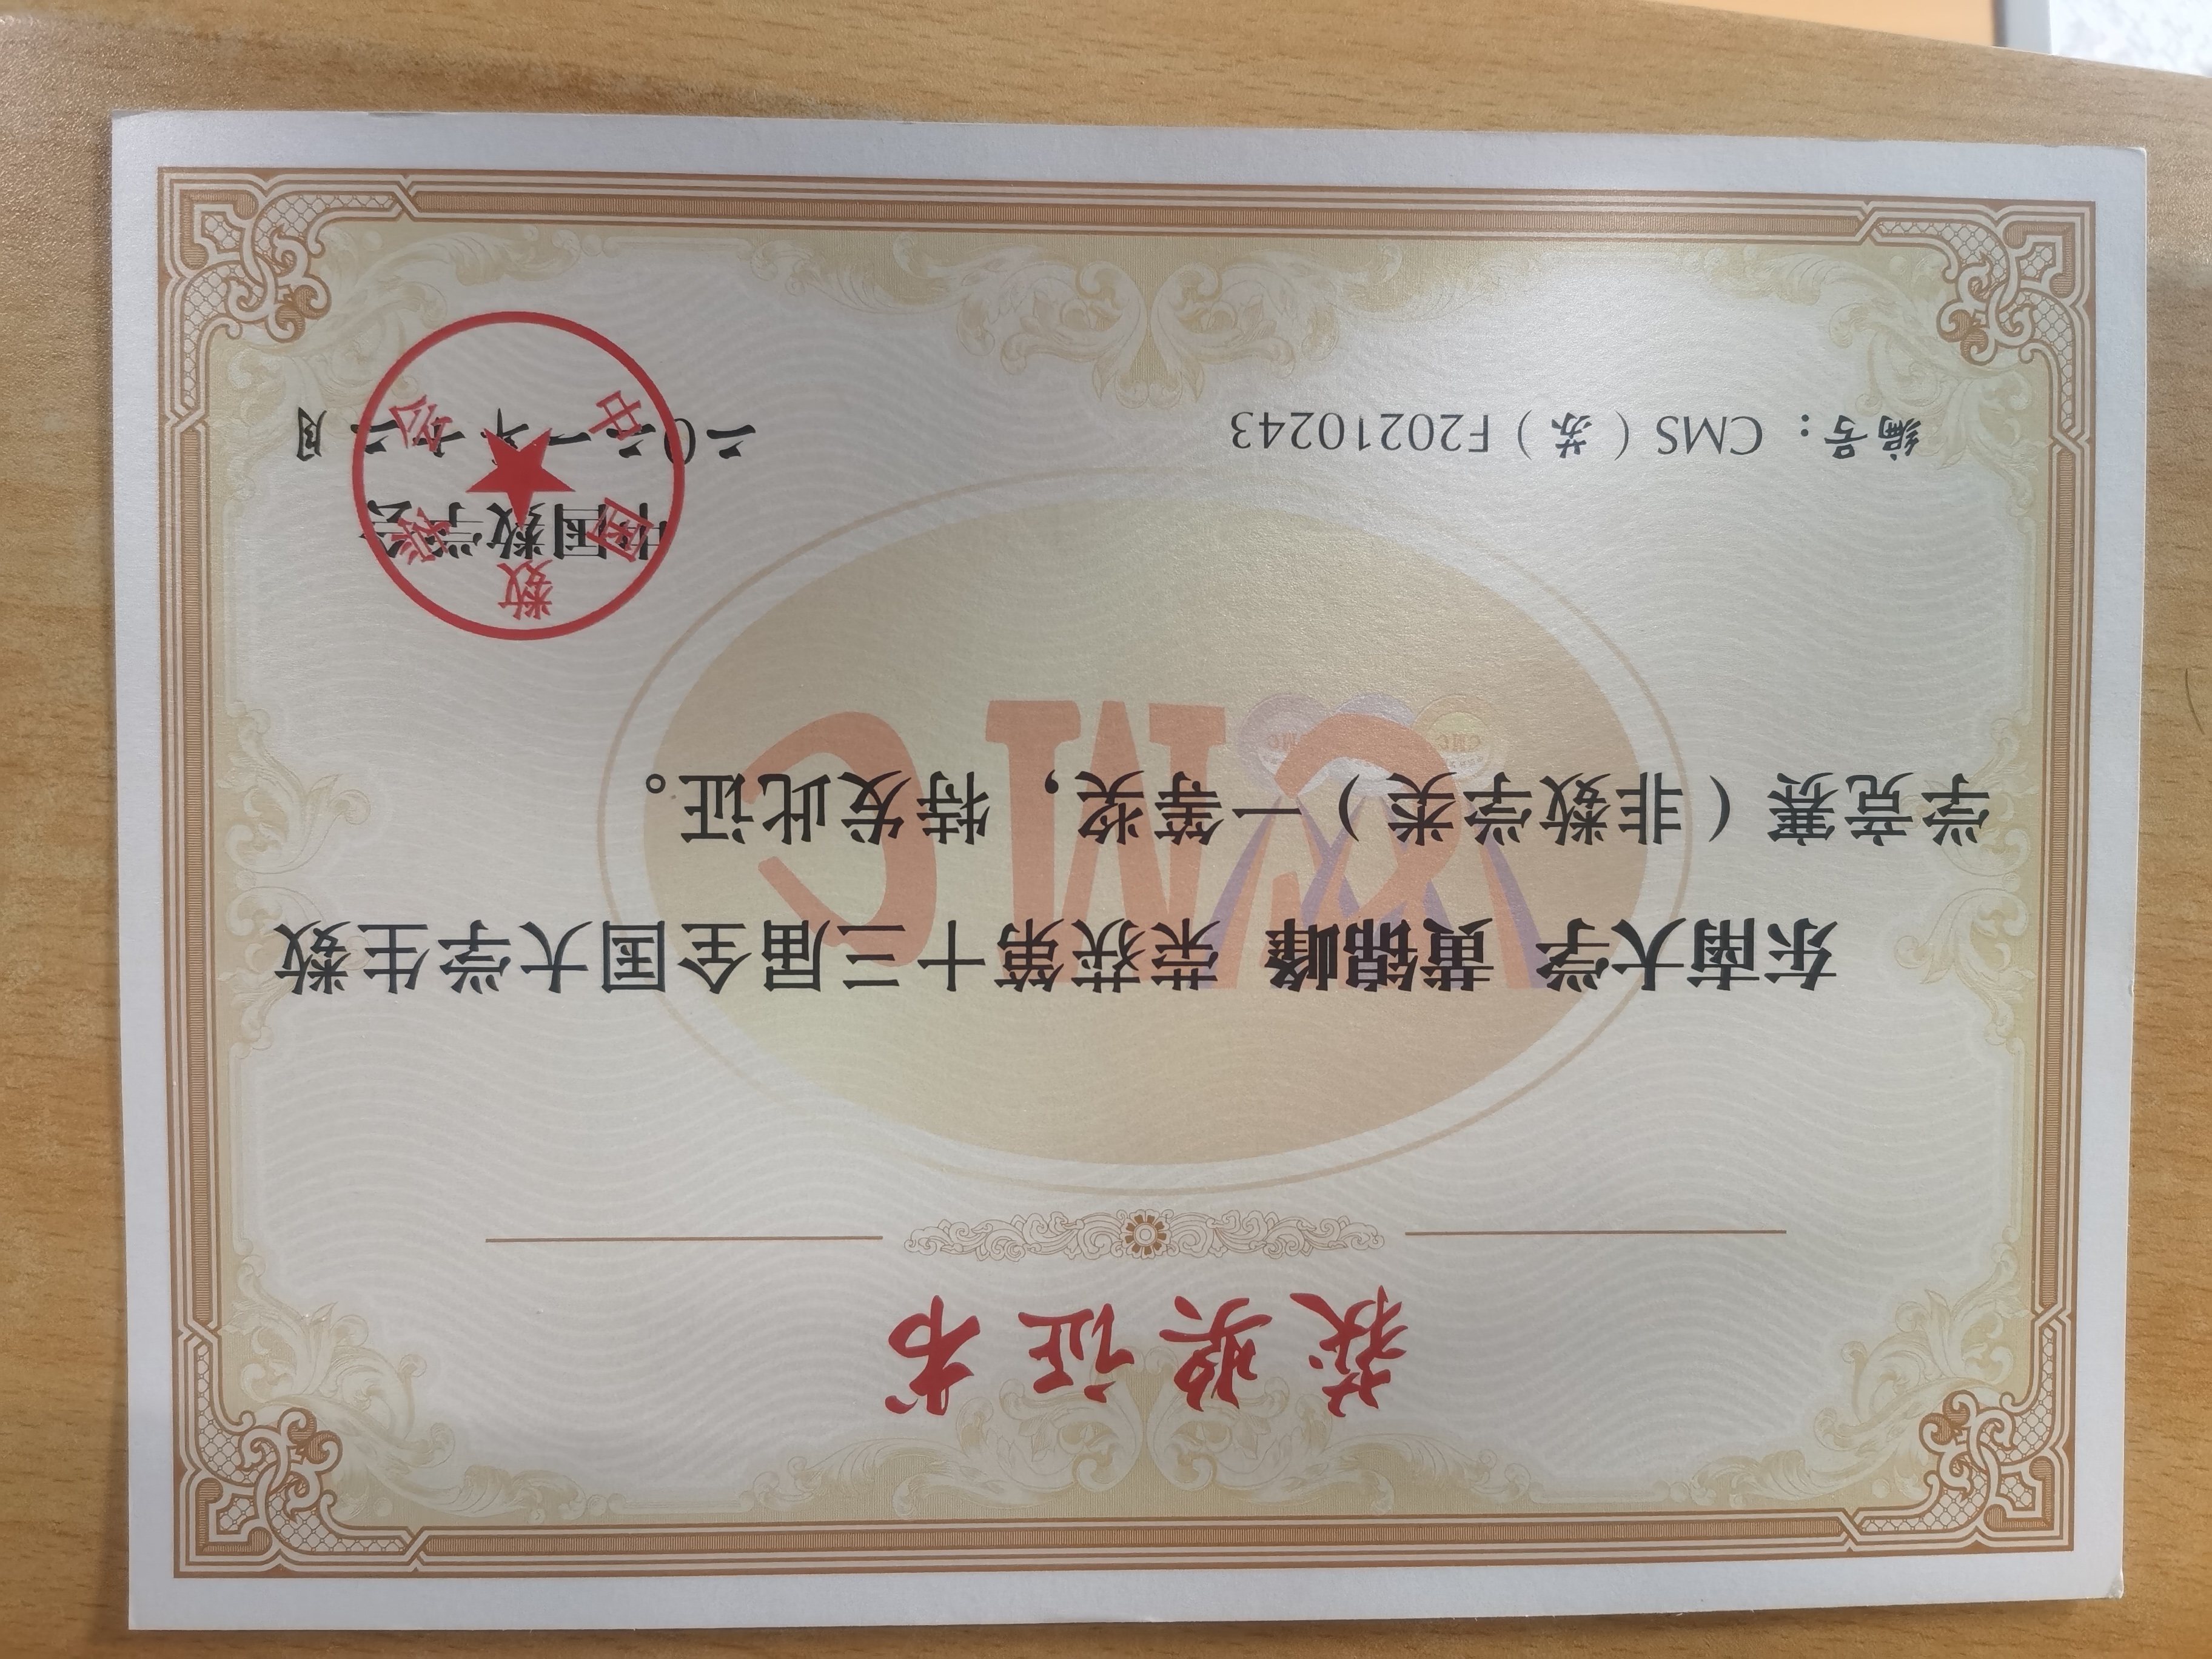 获奖证书
东南大学 黄锦峰 荣获第十三届全国大学生数
学竞赛（非数学类）一等奖，特发此证。
CMC
CMC
MC
中国数学会
中国数学会
编号：CMS（苏）F20210243
二〇二一年十二月